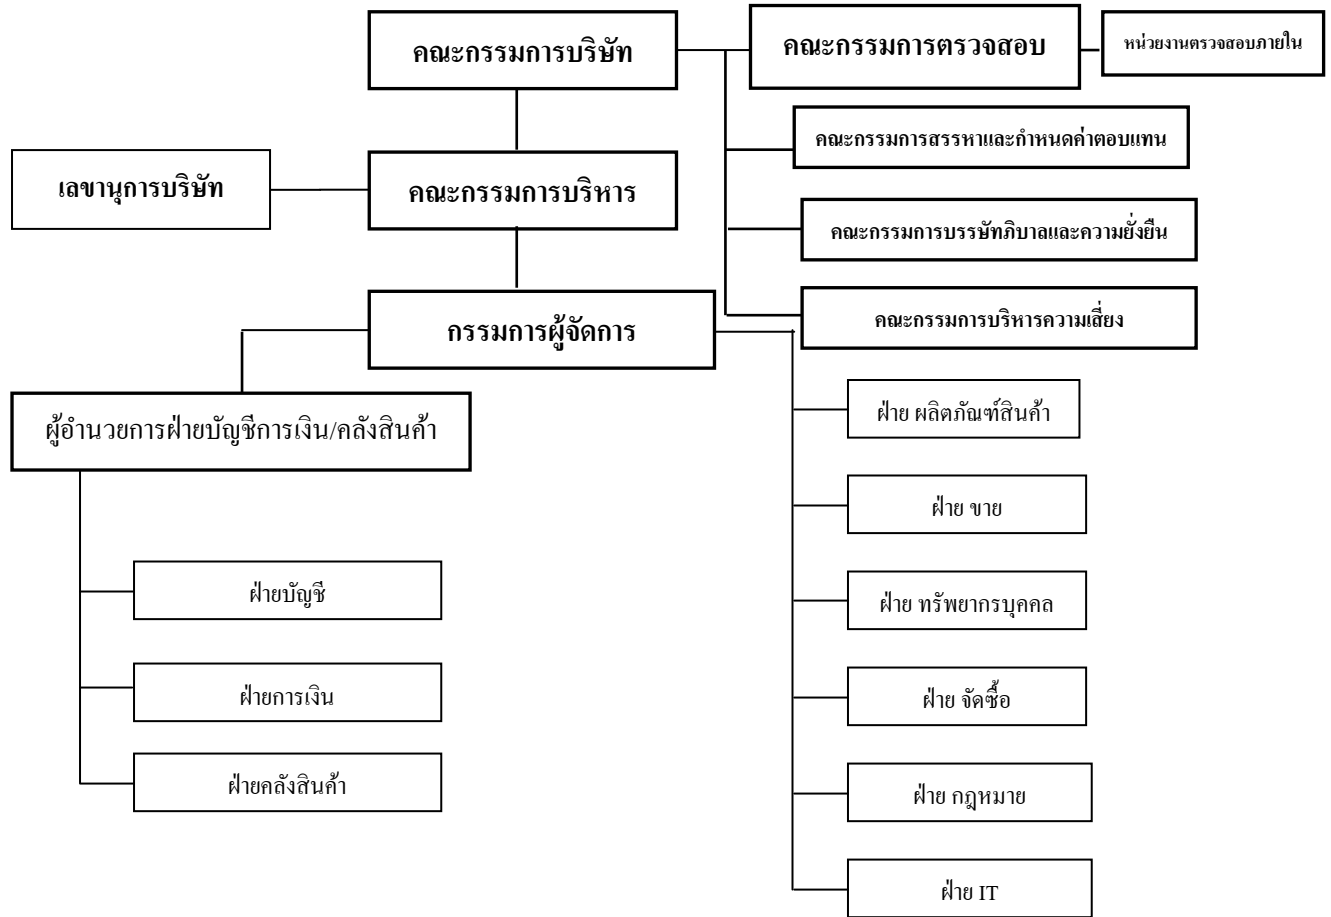 คณะกรรมการบริษัท
คณะกรรมการตรวจสอบ
หน่วยงานตรวจสอบภายใน
คณะกรรมการสรรหาและกำหนดค่าตอบแทน
เลขานุการบริษัท
คณะกรรมการบริหาร
คณะกรรมการบรรษัทภิบาลและความยั่งยืน
คณะกรรมการบริหารความเสี่ยง
กรรมการผู้จัดการ
ผู้อำนวยการฝ่ายบัญชีการเงิน/คลังสินค้า
ฝ่ายบัญชี
ฝ่ายการเงิน
ฝ่ายคลังสินค้า
ฝ่าย ผลิตภัณฑ์สินค้า
ฝ่าย ขาย
ฝ่าย ทรัพยากรบุคคล
ฝ่าย จัดซื้อ
ฝ่าย กฎหมาย
ฝ่าย IT